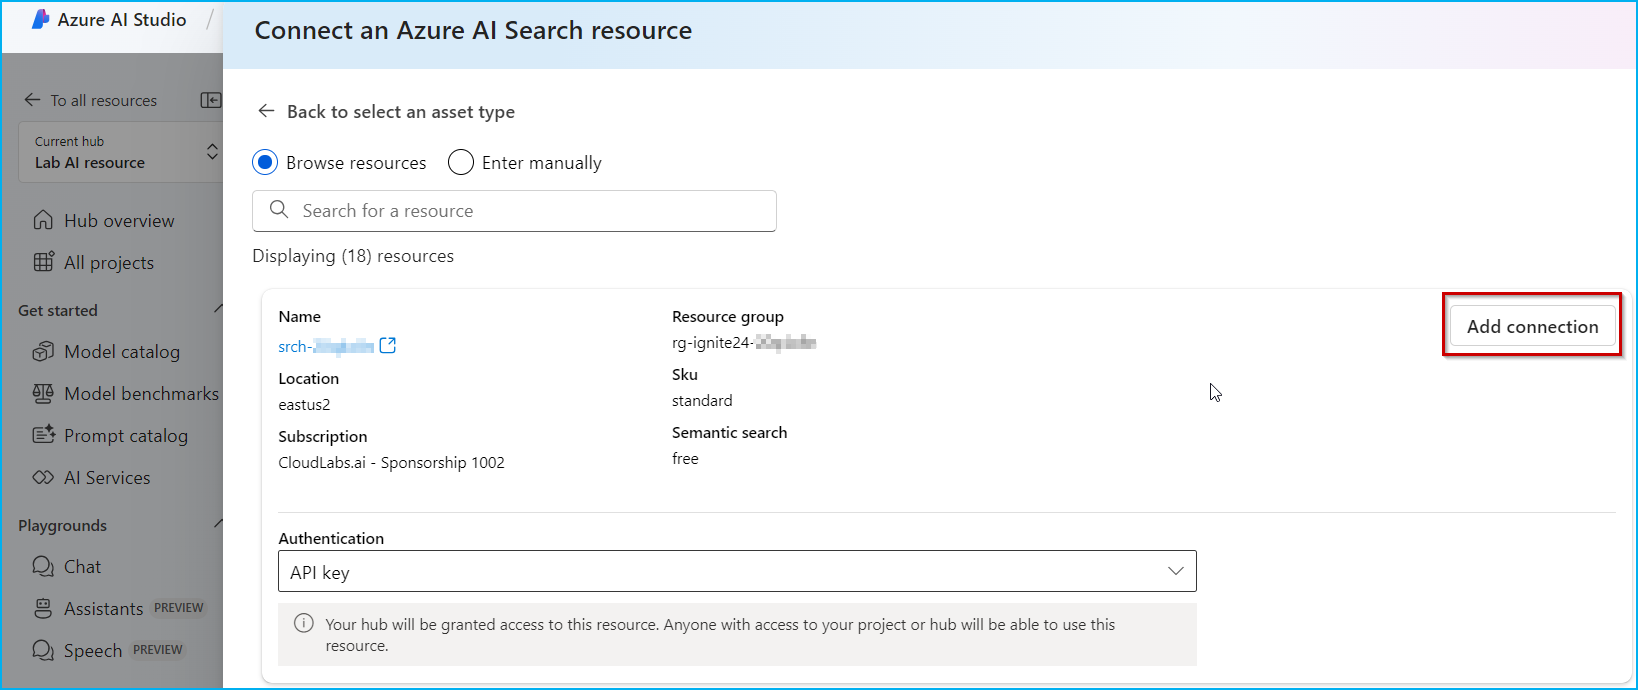 Azure AI Studio /
Connect an Azure AI Search resource
To all resources
Current hub
Lab AI resource
Hub overview
All projects
Get started
Model catalog
Model benchmarks
Prompt catalog
AI Services
Playgrounds
Chat
Assistants PREVIEW
Speech PREVIEW
Back to select an asset type
Browse resources Enter manually
Search for a resource
Displaying (18) resources
Name
srch-
Location
eastus2
Subscription
CloudLabs.ai - Sponsorship 1002
Resource group
rg-ignite24-
Sku
standard
Semantic search
free
Add connection
Authentication
API key
Your hub will be granted access to this resource. Anyone with access to your project or hub will be able to use this
resource.